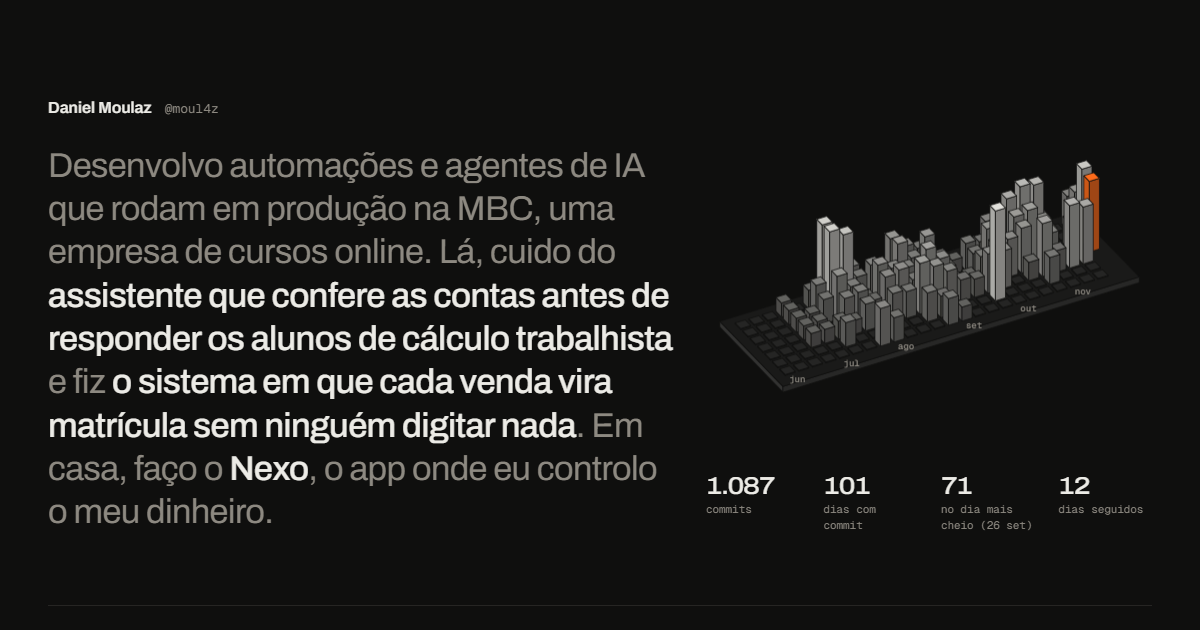 Daniel Moulaz @moul4z
Desenvolvo automações e agentes de IA
que rodam em produção na MBC, uma
empresa de cursos online. Lá, cuido do
assistente que confere as contas antes de
responder os alunos de cálculo trabalhista
e fiz o sistema em que cada venda vira
matrícula sem ninguém digitar nada. Em
casa, faço o Nexo, o app onde eu controlo
o meu dinheiro.
jun
jul
ago
set
out
nov
1.087
commits
101
dias com
commit
71
no dia mais
cheio (26 set)
12
dias seguidos